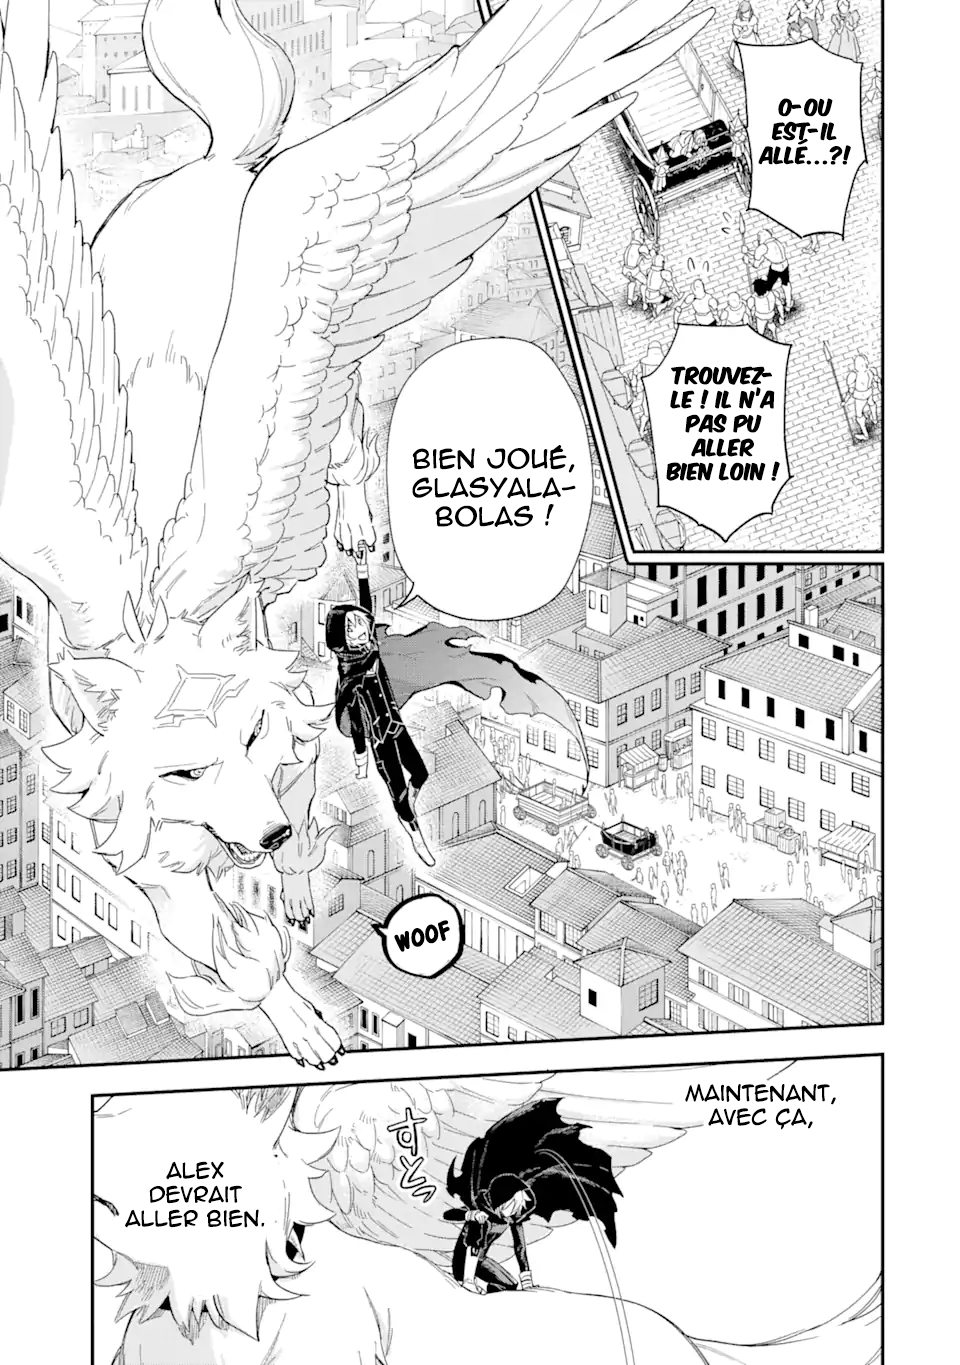 O-OU
EST-IL
ALLÉ...?!
TROUVEZ-
LE ! IL N'A
PAS PU
ALLER
BIEN LOIN !
BIEN JOUÉ,
GLASYALA-
BOLAS !
WOOF
MAINTENANT,
AVEC ÇA,
すとっ
ALEX
DEVRAIT
ALLER BIEN.